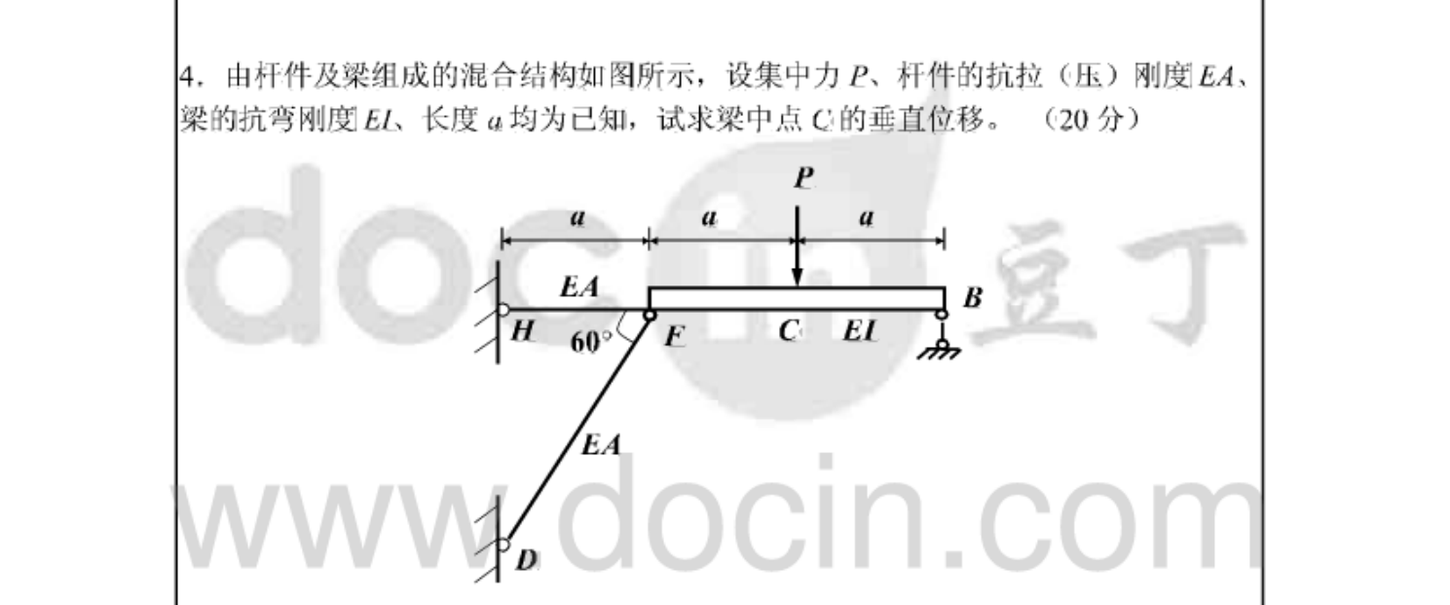 4．由杆件及梁组成的混合结构如图所示，设集中力 P、杆件的抗拉（压）刚度 EA、
梁的抗弯刚度 EI、长度 a 均为已知，试求梁中点 C 的垂直位移。 （20 分）
P
a a a
EA
B
H 60° E C EI
EA
D
docin 豆丁
www.docin.com